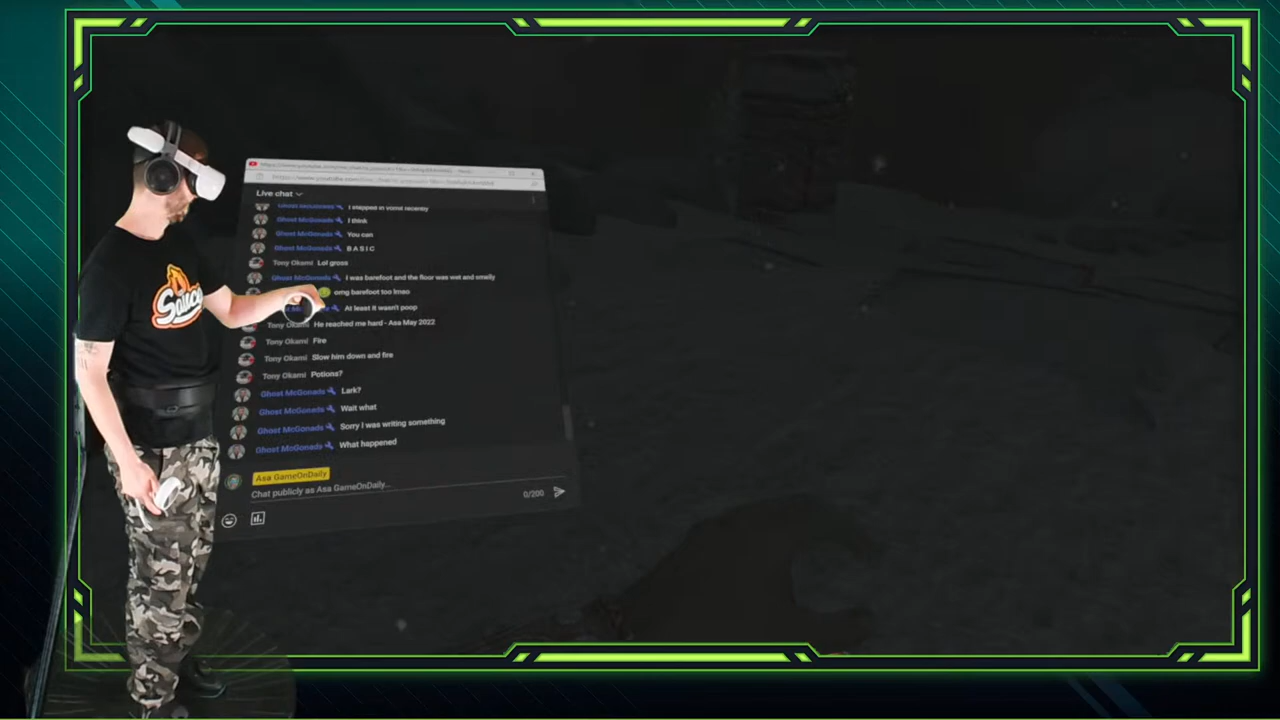 Live chat
Ghost McGonads I stepped in vomit recently
Ghost McGonads I think
Ghost McGonads You can
Ghost McGonads B A S I C
Tony Okami Lol gross
Ghost McGonads I was barefoot and the floor was wet and smelly
omg barefoot too lmao
At least it wasn't poop
Tony Okami He reached me hard - Asa May 2022
Tony Okami Fire
Tony Okami Slow him down and fire
Tony Okami Potions?
Ghost McGonads Lark?
Ghost McGonads Wait what
Ghost McGonads Sorry I was writing something
Ghost McGonads What happened
Asa GameOnDaily
Chat publicly as Asa GameOnDaily...
0/200
Sauce